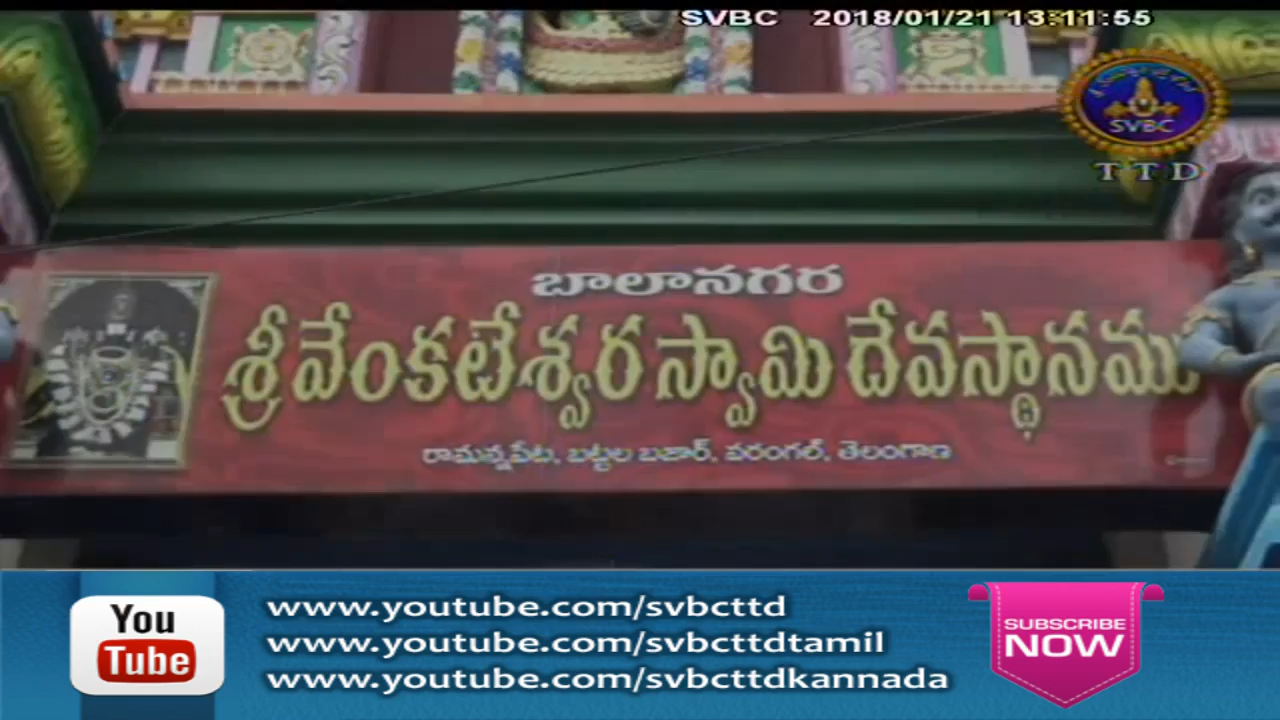 SVBC 2018/01/21 13:11:55
SVBC
T T D
బాలానగర
శ్రీ వేంకటేశ్వర స్వామి దేవస్థానము
రామన్నపేట, బట్టల బజార్, వరంగల్, తెలంగాణ
You
Tube
www.youtube.com/svbcttd
www.youtube.com/svbcttdtamil
www.youtube.com/svbcttdkannada
SUBSCRIBE
NOW